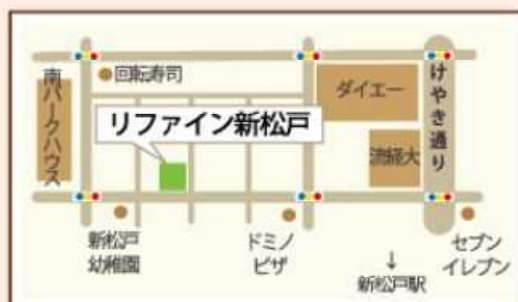 回転寿司
南パークハウス
ダイエー
けやき通り
リファイン新松戸
流経大
新松戸
幼稚園
ドミノ
ピザ
↓
新松戸駅
セブン
イレブン